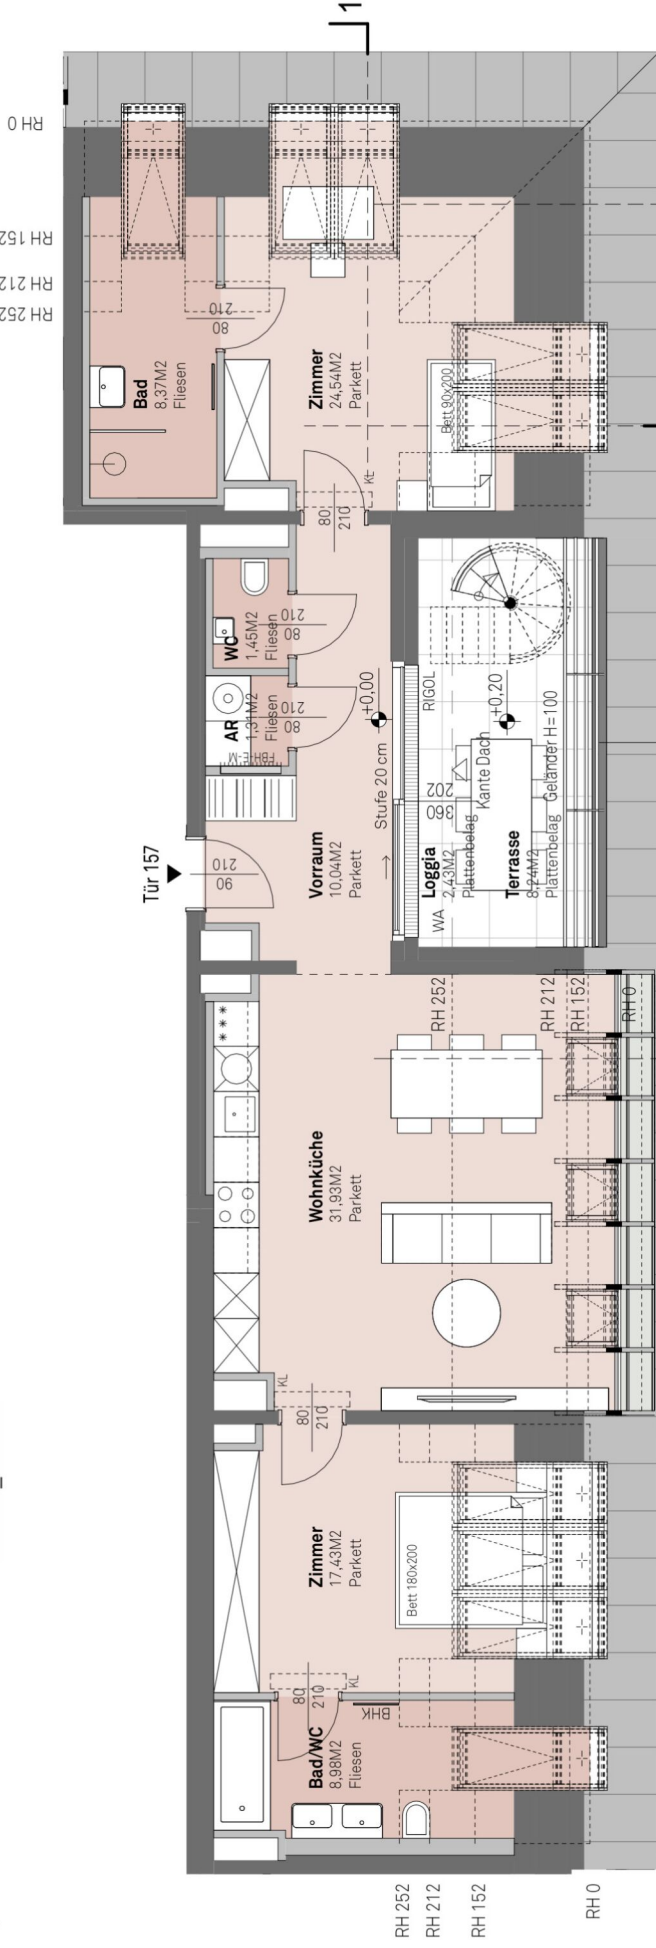 1
RH 0
RH 152
RH 212
RH 252
Bad
8,37M2
Fliesen
80
210
Zimmer
24,54M2
Parkett
Bett 90x200
KL
80
210
WC
1,45M2
Fliesen
80
210
AR
1,31M2
Fliesen
80
210
FBH-E-M
±0,00
Stufe 20 cm
RIGOL
+0,20
Tür 157
90
210
Vorraum
10,04M2
Parkett
WA
Loggia
2,43M2
Plattenbelag
360
202
Kante Dach
Terrasse
8,24M2
Plattenbelag
Geländer H=100
RH 252
RH 212
RH 152
RH 0
Wohnküche
31,93M2
Parkett
KL
80
210
Zimmer
17,43M2
Parkett
Bett 180x200
KL
80
210
Bad/WC
8,98M2
Fliesen
BHK
RH 252
RH 212
RH 152
RH 0